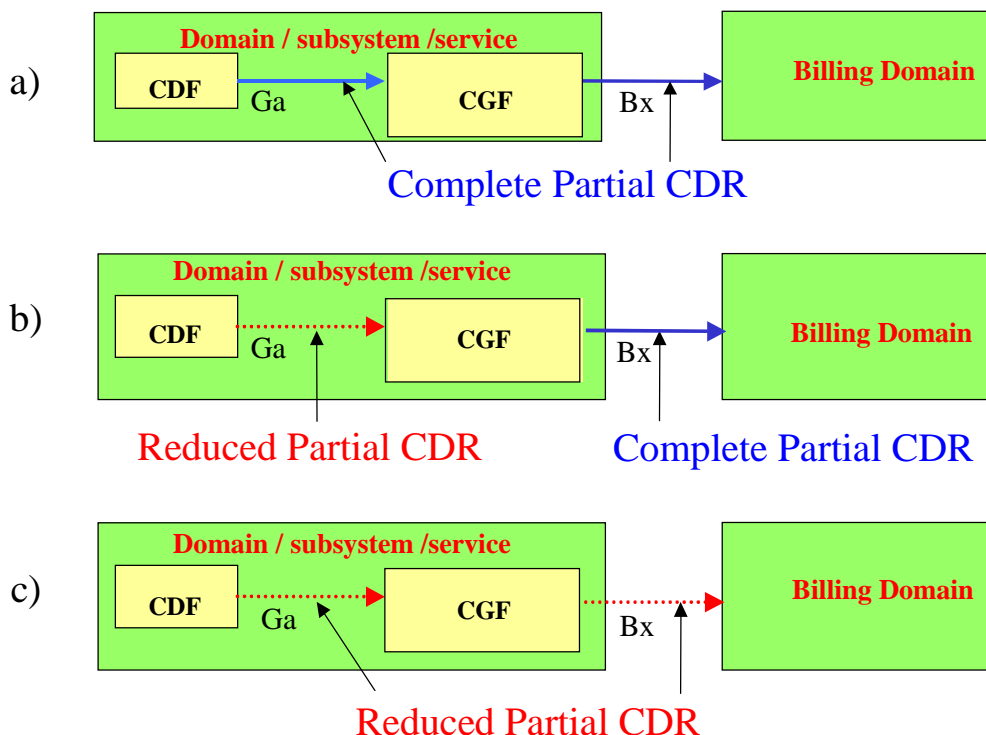 a)
Domain / subsystem /service
CDF
Ga
CGF
Bx
Billing Domain
Complete Partial CDR
b)
Domain / subsystem /service
CDF
Ga
CGF
Bx
Billing Domain
Reduced Partial CDR
Complete Partial CDR
c)
Domain / subsystem /service
CDF
Ga
CGF
Bx
Billing Domain
Reduced Partial CDR